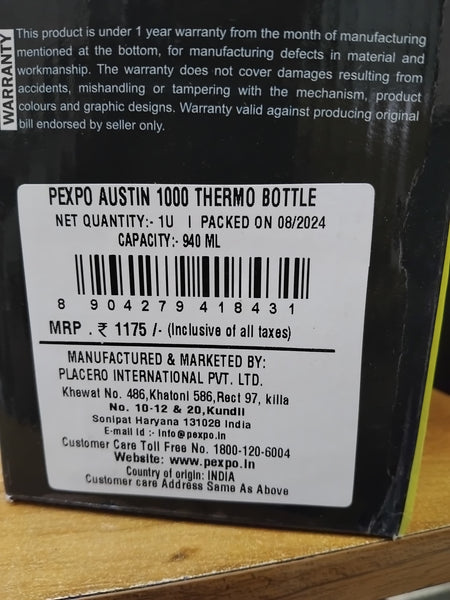 WARRANTY
This product is under 1 year warranty from the month of manufacturing
mentioned at the bottom, for manufacturing defects in material and
workmanship. The warranty does not cover damages resulting from
accidents, mishandling or tampering with the mechanism, product
colours and graphic designs. Warranty valid against producing original
bill endorsed by seller only.
PEXPO AUSTIN 1000 THERMO BOTTLE
NET QUANTITY:- 1U | PACKED ON 08/2024
CAPACITY:- 940 ML
8 904279 418431
MRP . ₹ 1175 /- (Inclusive of all taxes)
MANUFACTURED & MARKETED BY:
PLACERO INTERNATIONAL PVT. LTD.
Khewat No. 486,Khatoni 586,Rect 97, killa
No. 10-12 & 20,Kundli
Sonipat Haryana 131028 India
E-mail Id :- Info@pexpo.in
Customer Care Toll Free No. 1800-120-6004
Website: www.pexpo.in
Country of origin: INDIA
Customer care Address Same As Above